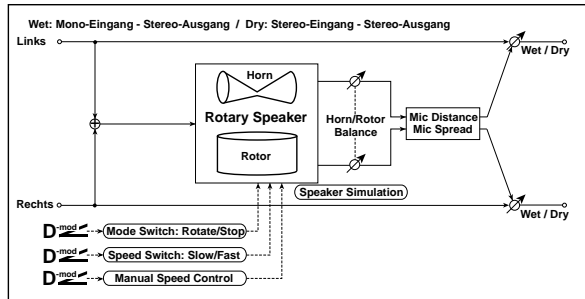 Wet: Mono-Eingang - Stereo-Ausgang / Dry: Stereo-Eingang - Stereo-Ausgang
Links
Wet / Dry
Horn
Rotary Speaker
Rotor
Horn/Rotor
Balance
Mic Distance
Mic Spread
Speaker Simulation
Rechts
Wet / Dry
D-mod
Mode Switch: Rotate/Stop
D-mod
Speed Switch: Slow/Fast
D-mod
Manual Speed Control